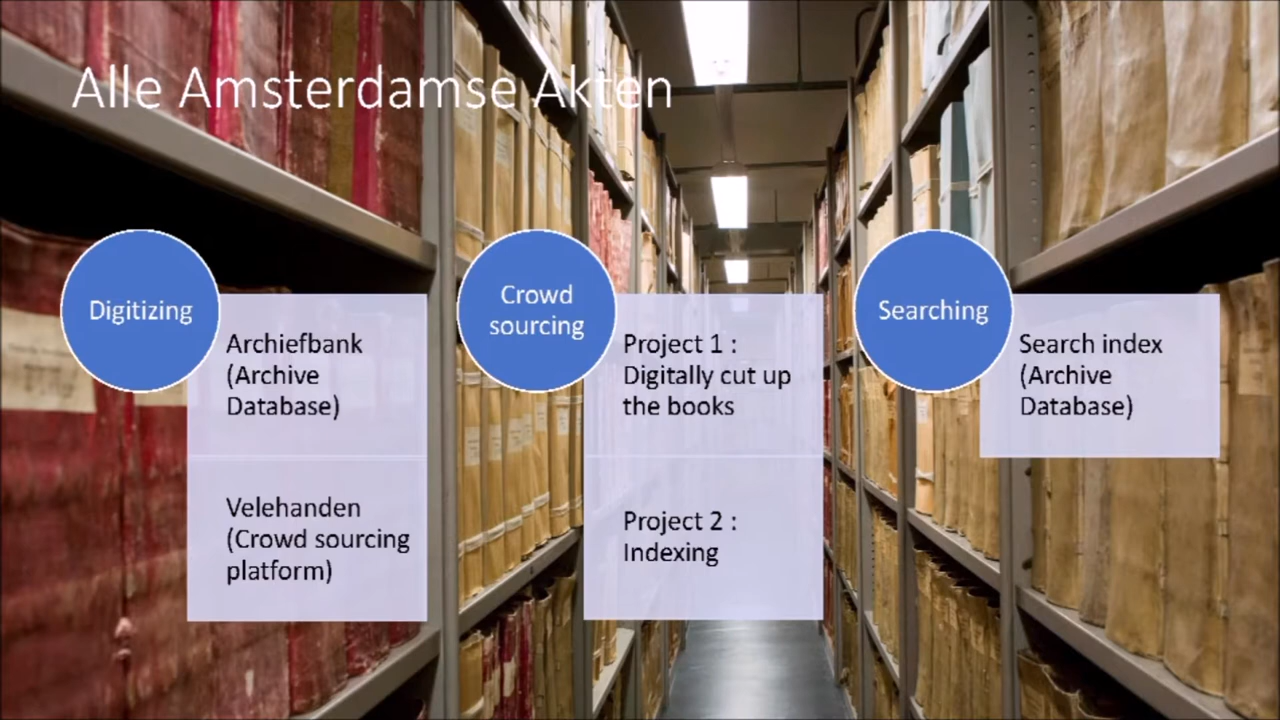 Alle Amsterdamse Akten
Digitizing
Archiefbank
(Archive
Database)
Velehanden
(Crowd sourcing
platform)
Crowd
sourcing
Project 1 :
Digitally cut up
the books
Project 2 :
Indexing
Searching
Search index
(Archive
Database)